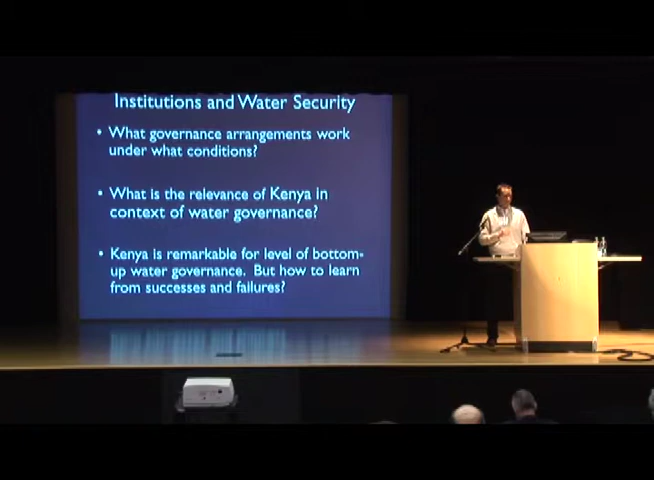 Institutions and Water Security
• What governance arrangements work
under what conditions?
• What is the relevance of Kenya in
context of water governance?
• Kenya is remarkable for level of bottom-
up water governance. But how to learn
from successes and failures?